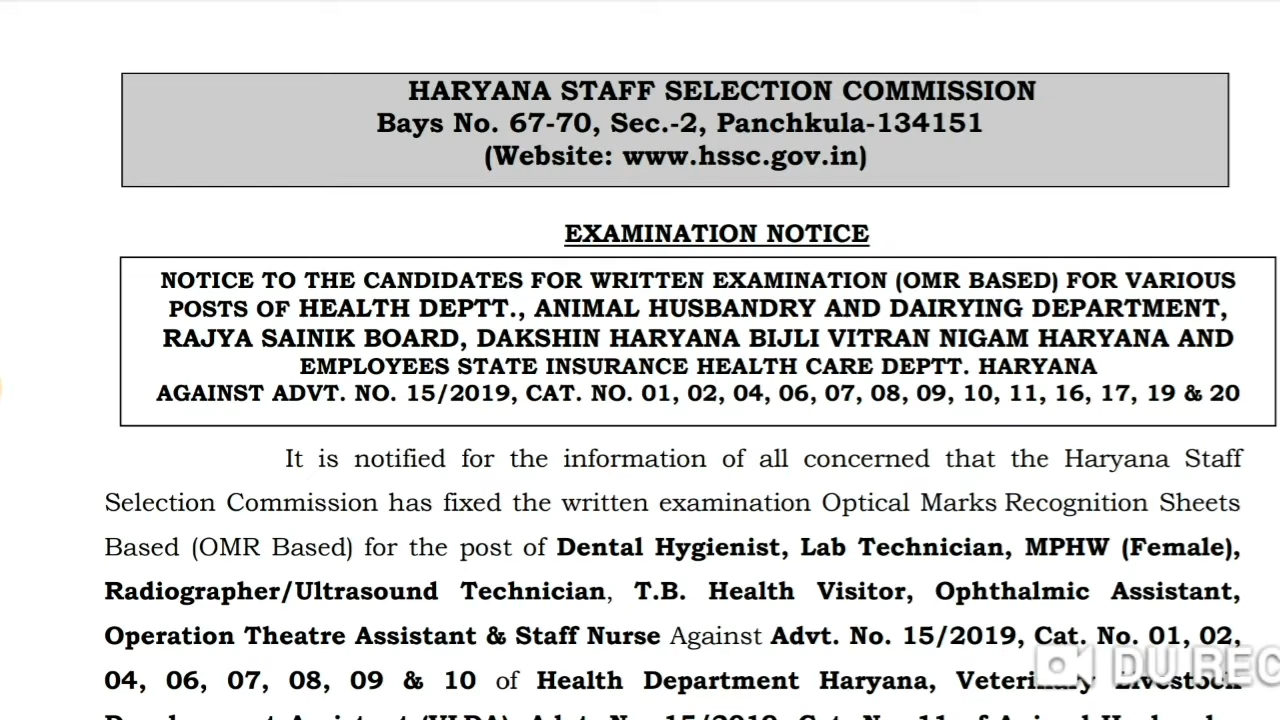 HARYANA STAFF SELECTION COMMISSION
Bays No. 67-70, Sec.-2, Panchkula-134151
(Website: www.hssc.gov.in)
EXAMINATION NOTICE
NOTICE TO THE CANDIDATES FOR WRITTEN EXAMINATION (OMR BASED) FOR VARIOUS
POSTS OF HEALTH DEPTT., ANIMAL HUSBANDRY AND DAIRYING DEPARTMENT,
RAJYA SAINIK BOARD, DAKSHIN HARYANA BIJLI VITRAN NIGAM HARYANA AND
EMPLOYEES STATE INSURANCE HEALTH CARE DEPTT. HARYANA
AGAINST ADVT. NO. 15/2019, CAT. NO. 01, 02, 04, 06, 07, 08, 09, 10, 11, 16, 17, 19 & 20
It is notified for the information of all concerned that the Haryana Staff
Selection Commission has fixed the written examination Optical Marks Recognition Sheets
Based (OMR Based) for the post of Dental Hygienist, Lab Technician, MPHW (Female),
Radiographer/Ultrasound Technician, T.B. Health Visitor, Ophthalmic Assistant,
Operation Theatre Assistant & Staff Nurse Against Advt. No. 15/2019, Cat. No. 01, 02,
04, 06, 07, 08, 09 & 10 of Health Department Haryana, Veterinary Livestock
DU REC